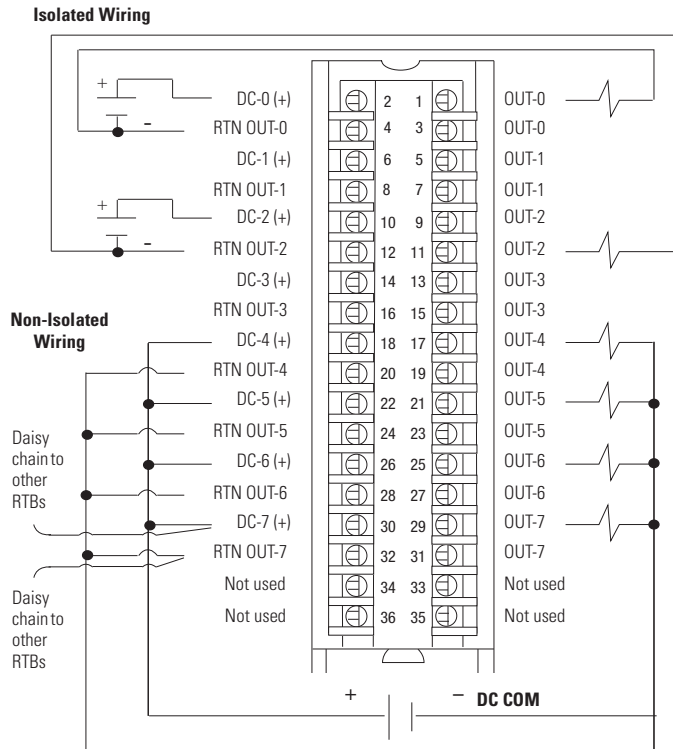 Isolated Wiring
+
DC-0 (+) 2 1 OUT-0
- RTN OUT-0 4 3 OUT-0
DC-1 (+) 6 5 OUT-1
RTN OUT-1 8 7 OUT-1
+ DC-2 (+) 10 9 OUT-2
- RTN OUT-2 12 11 OUT-2
DC-3 (+) 14 13 OUT-3
RTN OUT-3 16 15 OUT-3
Non-Isolated
Wiring
DC-4 (+) 18 17 OUT-4
RTN OUT-4 20 19 OUT-4
DC-5 (+) 22 21 OUT-5
RTN OUT-5 24 23 OUT-5
DC-6 (+) 26 25 OUT-6
RTN OUT-6 28 27 OUT-6
DC-7 (+) 30 29 OUT-7
RTN OUT-7 32 31 OUT-7
Not used 34 33 Not used
Not used 36 35 Not used
Daisy
chain to
other
RTBs
Daisy
chain to
other
RTBs
+ – DC COM